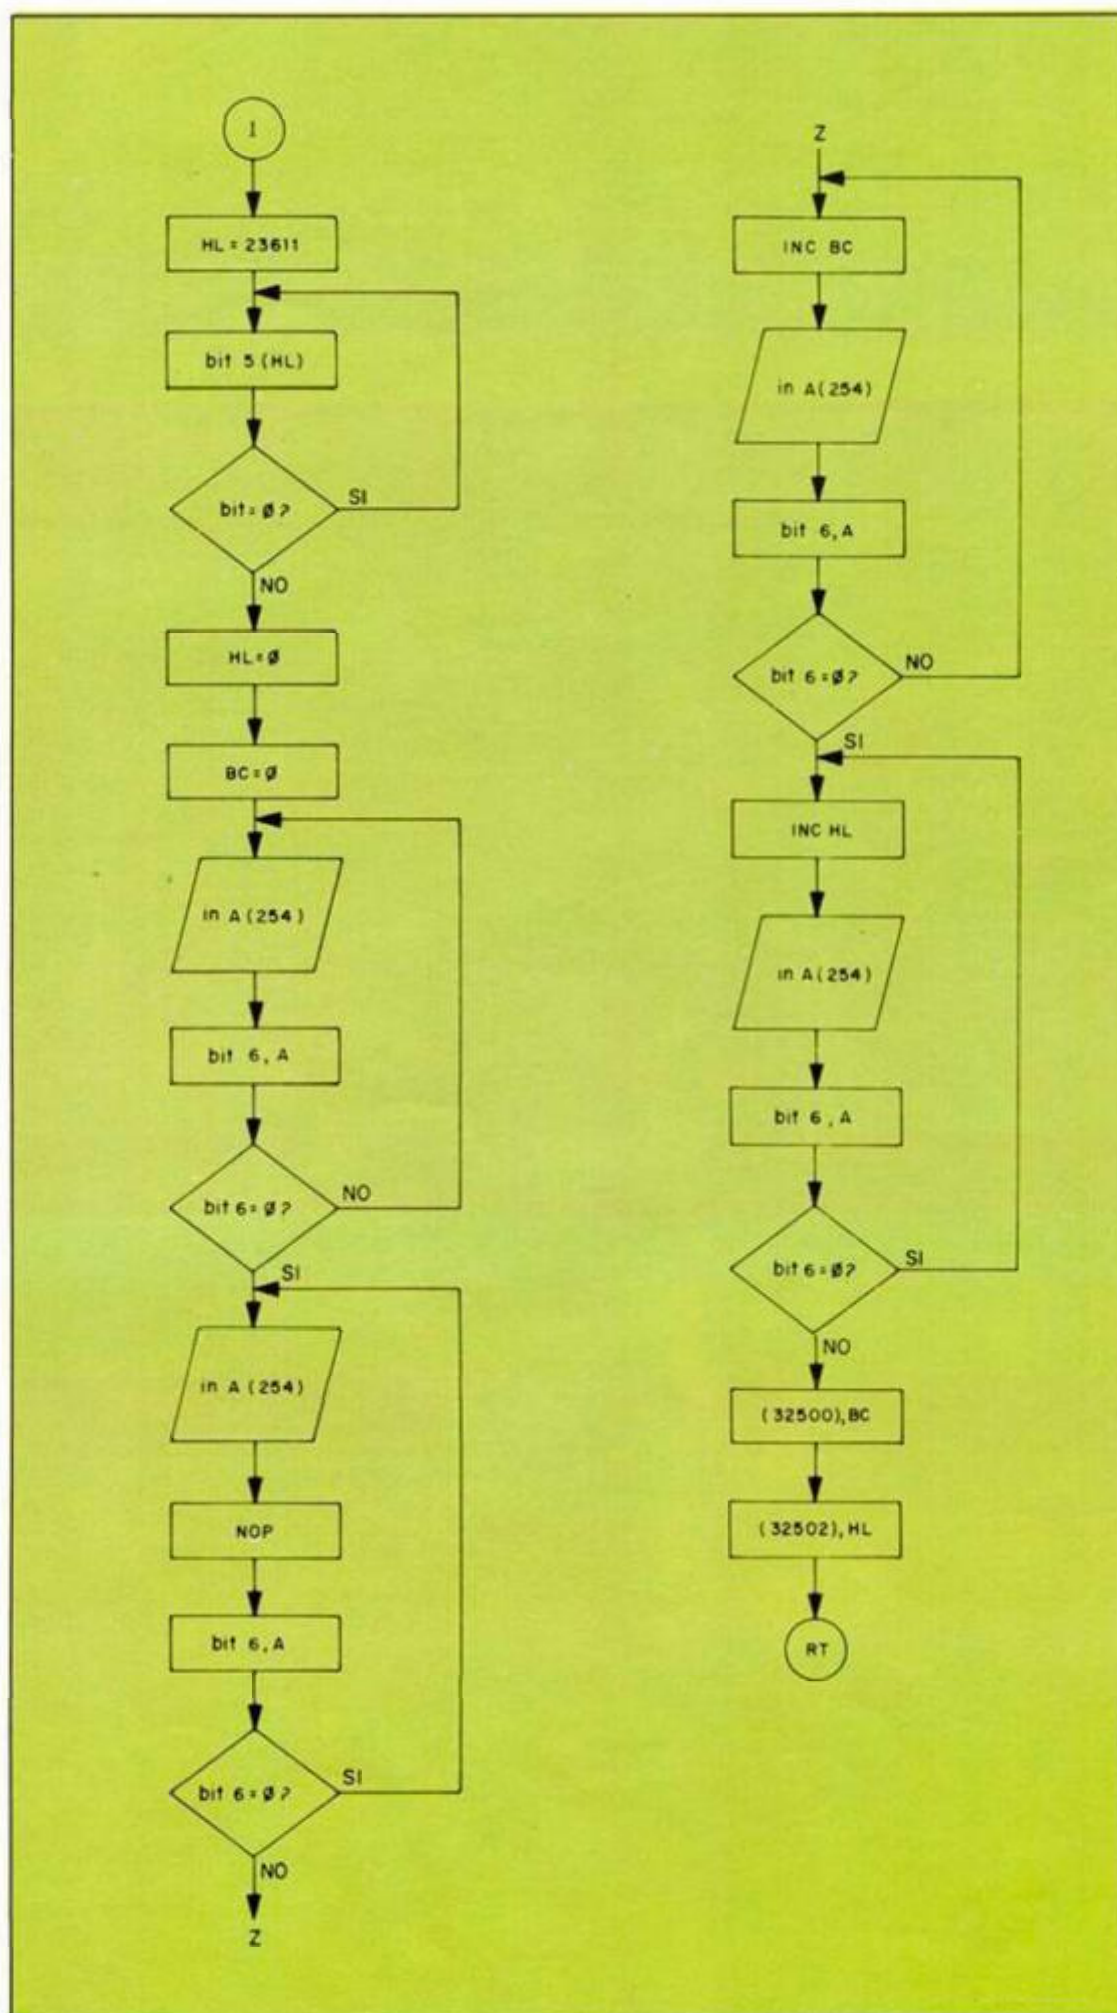 1
HL = 23611
bit 5 (HL)
bit = Ø?
SI
NO
HL=Ø
BC=Ø
in A (254)
bit 6, A
bit 6 = Ø?
NO
SI
in A (254)
NOP
bit 6, A
bit 6 = Ø?
SI
NO
Z
Z
INC BC
in A (254)
bit 6, A
bit 6 = Ø?
NO
SI
INC HL
in A (254)
bit 6, A
bit 6 = Ø?
SI
NO
(32500), BC
(32502), HL
RT